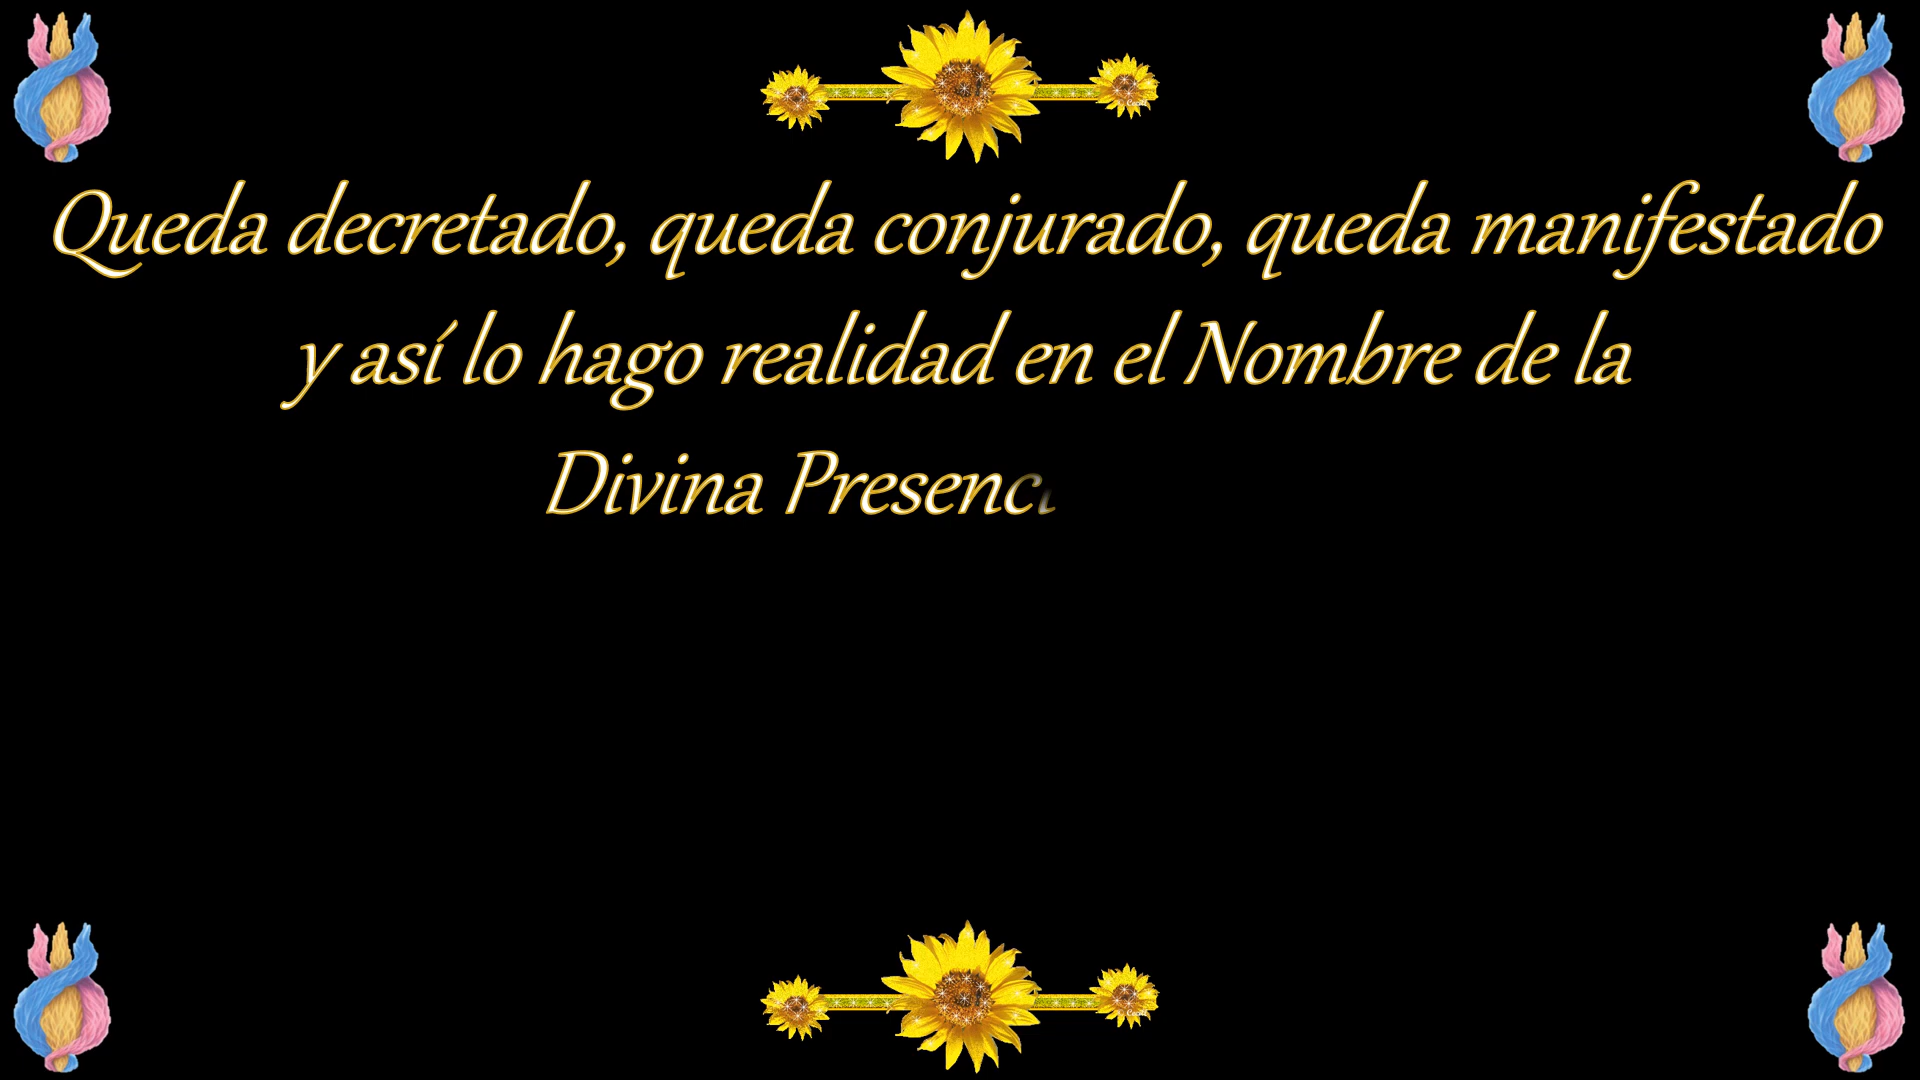 Queda decretado, queda conjurado, queda manifestado
y así lo hago realidad en el Nombre de la
Divina